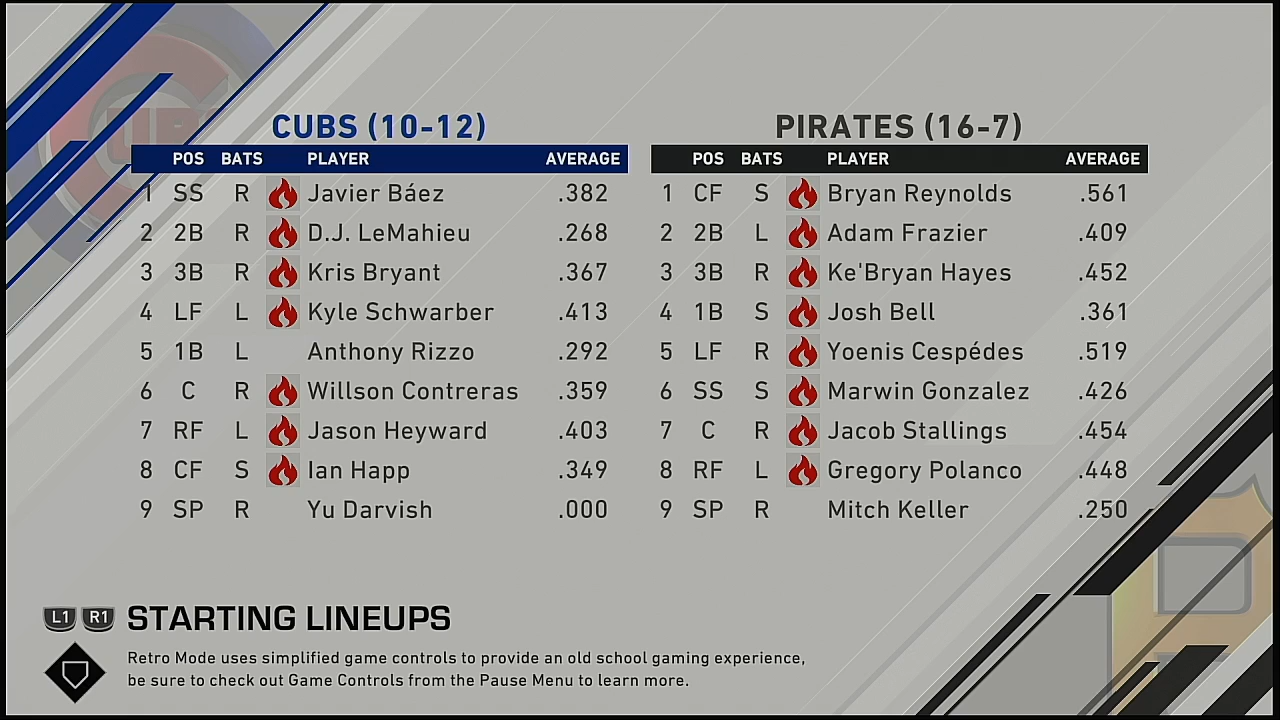 CUBS (10-12)
POS BATS PLAYER AVERAGE
1 SS R Javier Báez .382
2 2B R D.J. LeMahieu .268
3 3B R Kris Bryant .367
4 LF L Kyle Schwarber .413
5 1B L Anthony Rizzo .292
6 C R Willson Contreras .359
7 RF L Jason Heyward .403
8 CF S Ian Happ .349
9 SP R Yu Darvish .000
PIRATES (16-7)
POS BATS PLAYER AVERAGE
1 CF S Bryan Reynolds .561
2 2B L Adam Frazier .409
3 3B R Ke'Bryan Hayes .452
4 1B S Josh Bell .361
5 LF R Yoenis Cespédes .519
6 SS S Marwin Gonzalez .426
7 C R Jacob Stallings .454
8 RF L Gregory Polanco .448
9 SP R Mitch Keller .250
L1 R1 STARTING LINEUPS
Retro Mode uses simplified game controls to provide an old school gaming experience,
be sure to check out Game Controls from the Pause Menu to learn more.